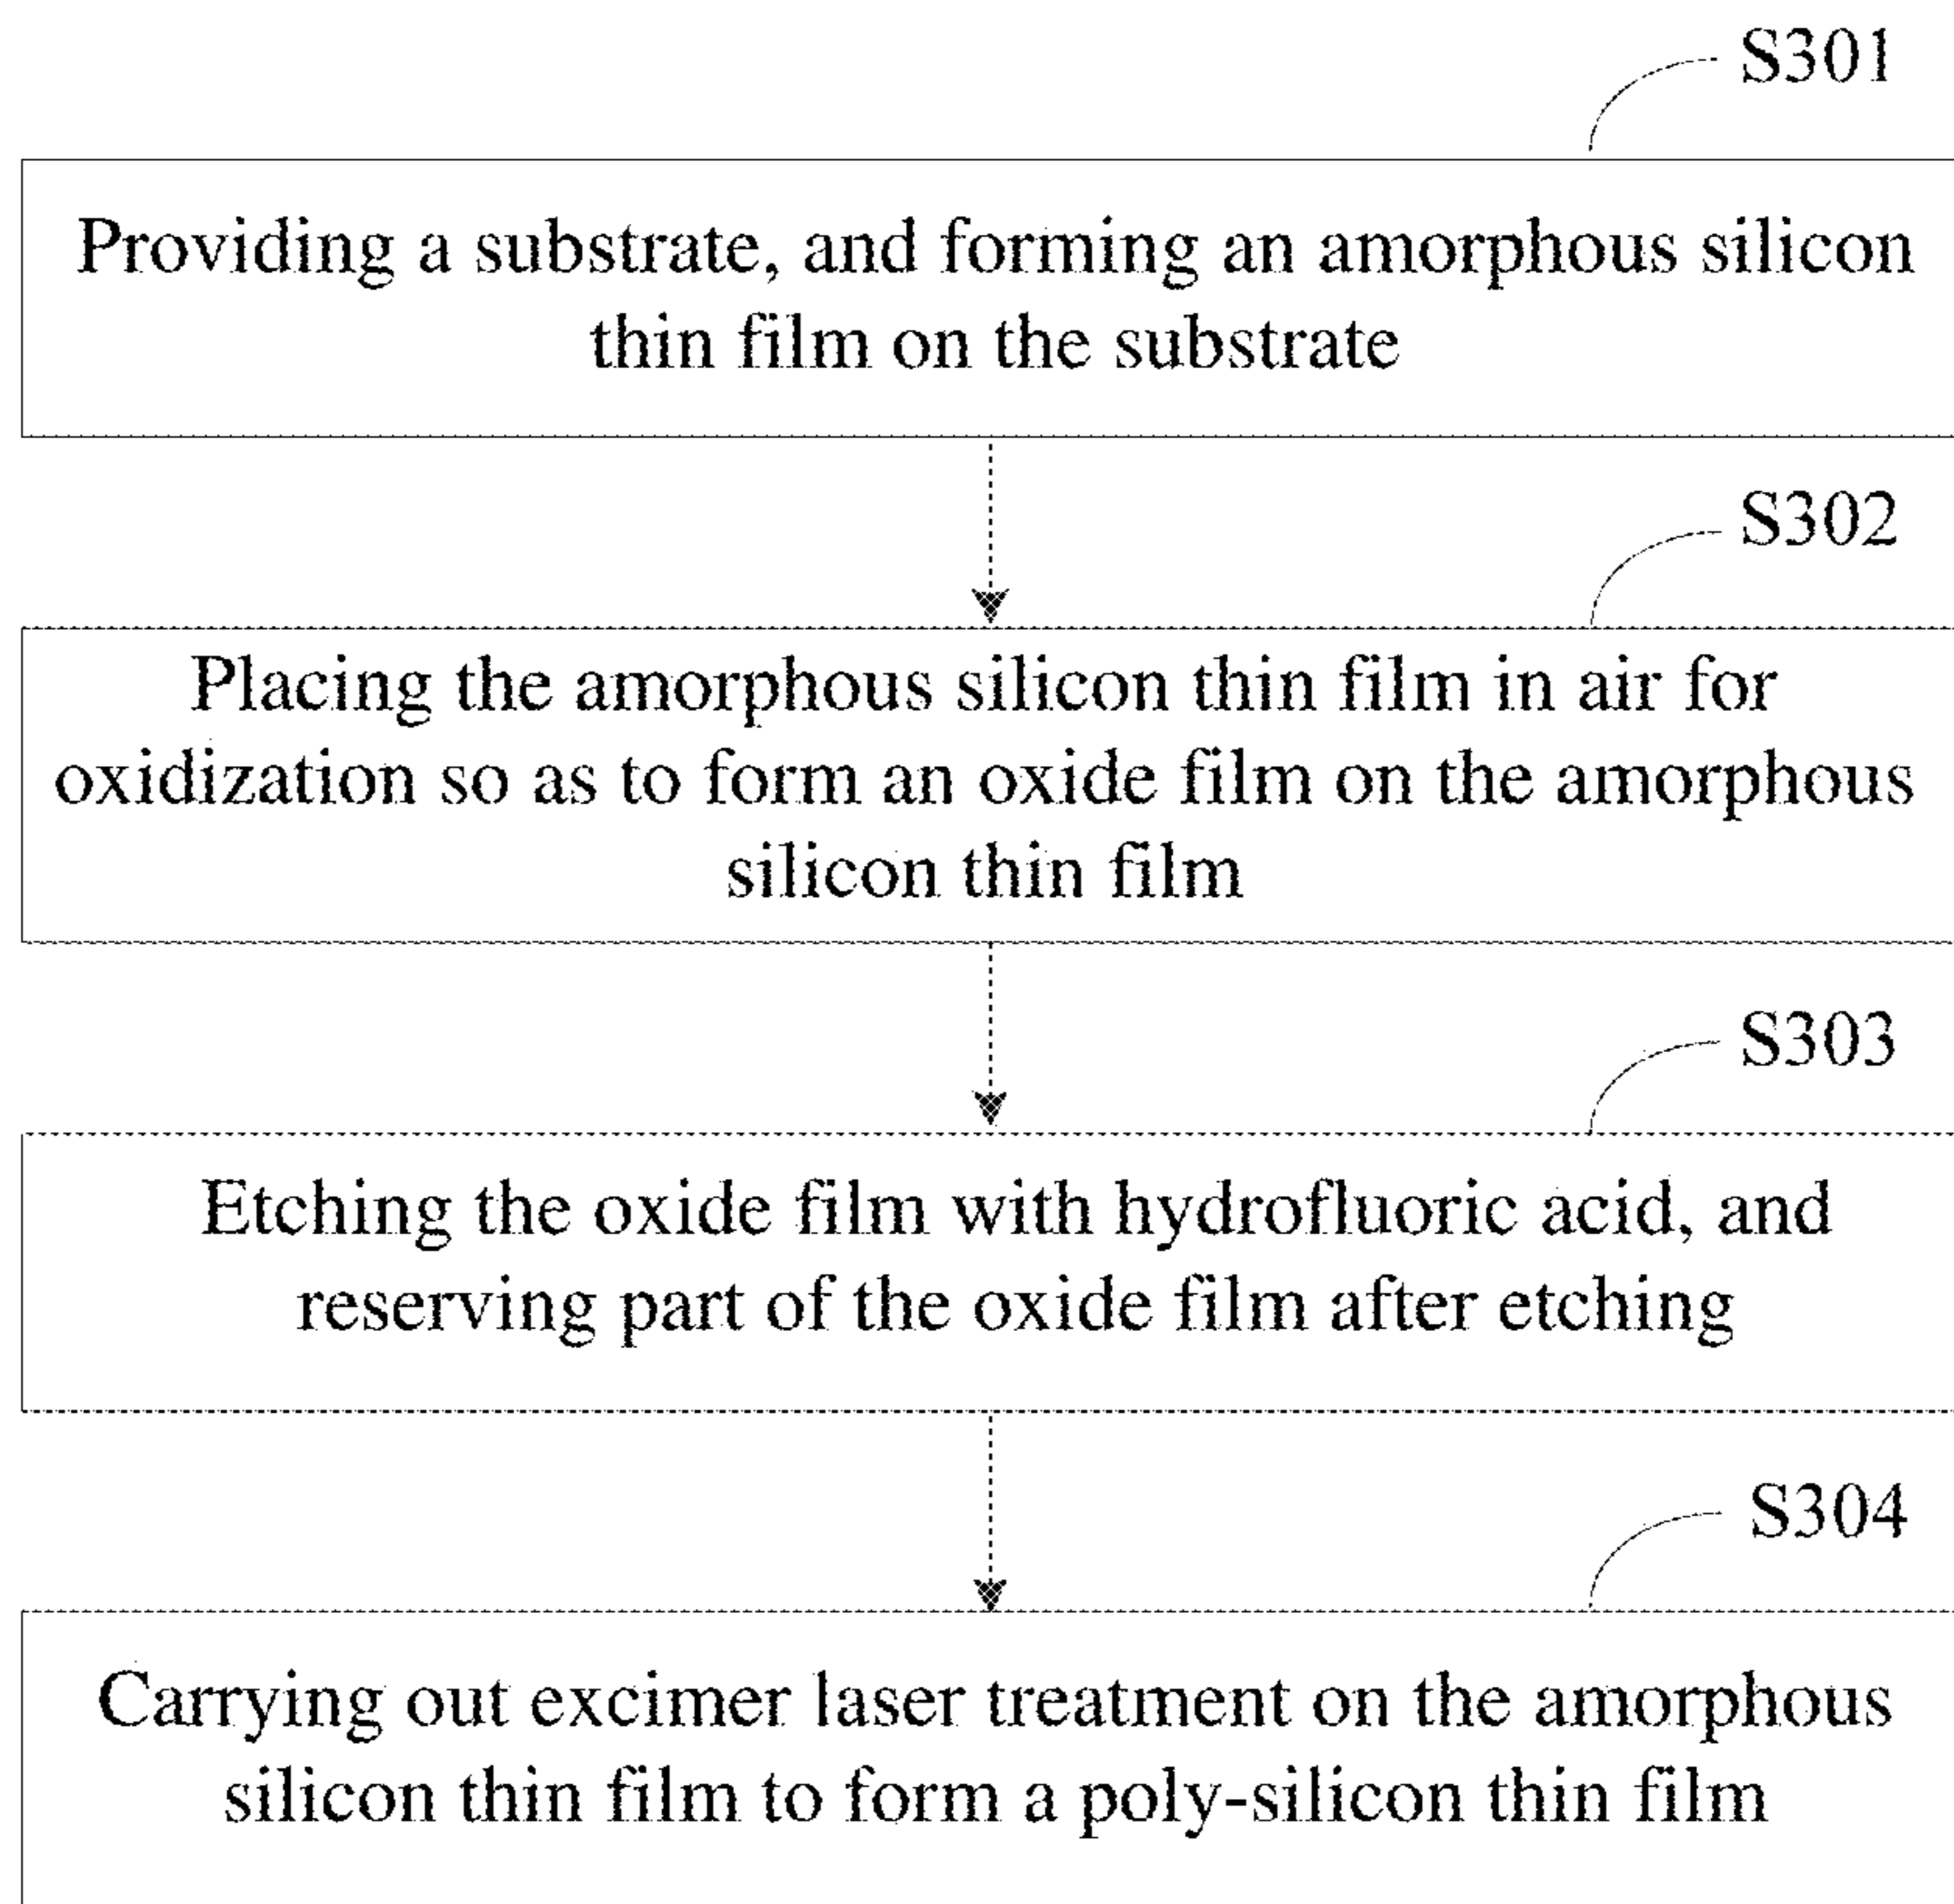 S301
Providing a substrate, and forming an amorphous silicon
thin film on the substrate
S302
Placing the amorphous silicon thin film in air for
oxidization so as to form an oxide film on the amorphous
silicon thin film
S303
Etching the oxide film with hydrofluoric acid, and
reserving part of the oxide film after etching
S304
Carrying out excimer laser treatment on the amorphous
silicon thin film to form a poly-silicon thin film